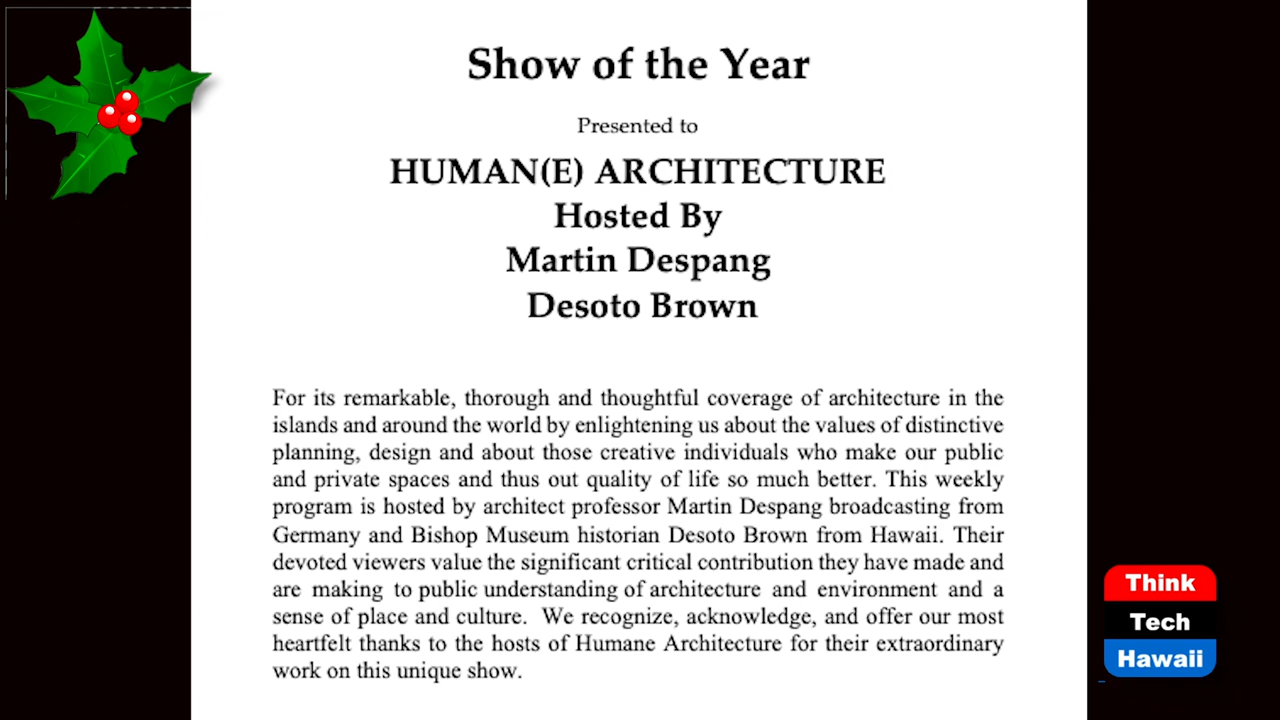 Show of the Year
Presented to
HUMAN(E) ARCHITECTURE
Hosted By
Martin Despang
Desoto Brown
For its remarkable, thorough and thoughtful coverage of architecture in the
islands and around the world by enlightening us about the values of distinctive
planning, design and about those creative individuals who make our public
and private spaces and thus out quality of life so much better. This weekly
program is hosted by architect professor Martin Despang broadcasting from
Germany and Bishop Museum historian Desoto Brown from Hawaii. Their
devoted viewers value the significant critical contribution they have made and
are making to public understanding of architecture and environment and a
sense of place and culture. We recognize, acknowledge, and offer our most
heartfelt thanks to the hosts of Humane Architecture for their extraordinary
work on this unique show.
Think
Tech
Hawaii